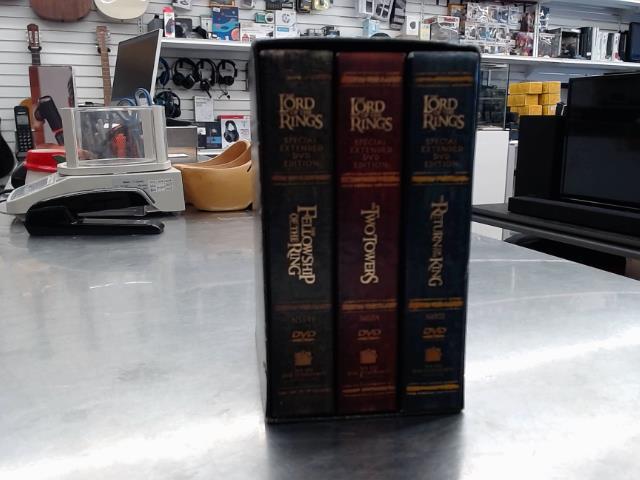 THE
LORD
OF THE
RINGS
SPECIAL
EXTENDED
DVD
EDITION
THE
FELLOWSHIP
OF THE RING
DVD
THE
LORD
OF THE
RINGS
SPECIAL
EXTENDED
DVD
EDITION
THE
TWO TOWERS
DVD
THE
LORD
OF THE
RINGS
SPECIAL
EXTENDED
DVD
EDITION
THE
RETURN OF THE KING
DVD